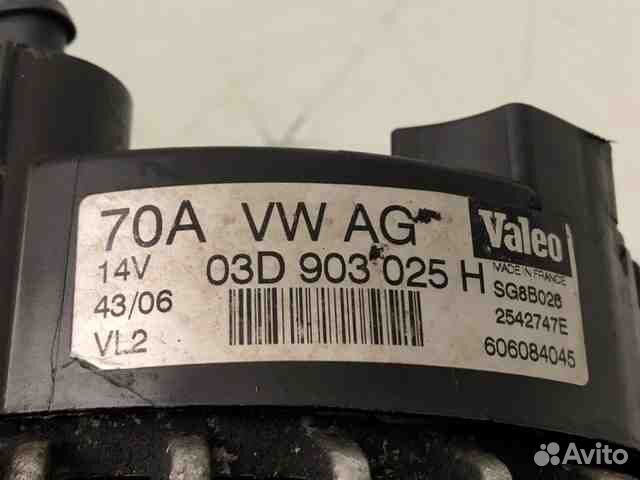 70A VW AG Valeo
14V 03D 903 025 H MADE IN FRANCE
43/06 SG8B026
VL2 2542747E
606084045
Avito